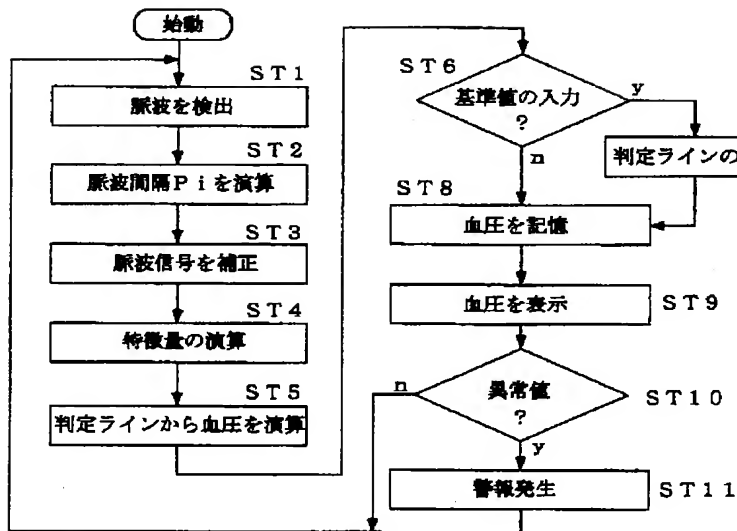 始動
ST1
脈波を検出
ST2
脈波間隔Piを演算
ST3
脈波信号を補正
ST4
特徴量の演算
ST5
判定ラインから血圧を演算
ST6
基準値の入力
?
y
n
判定ラインの
ST8
血圧を記憶
血圧を表示
ST9
n
異常値
?
ST10
y
警報発生
ST11